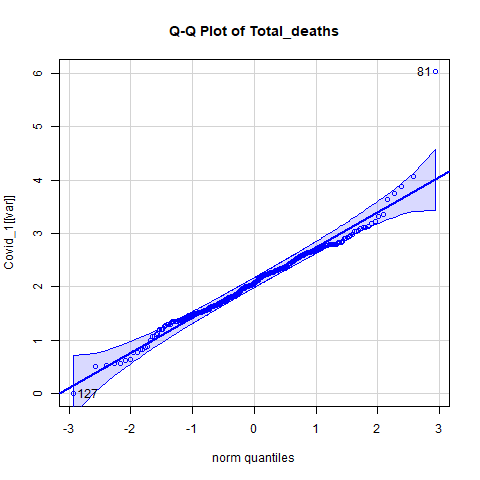 Q-Q Plot of Total_deaths
Covid_1[[var]]
6
5
4
3
2
1
0
81
127
-3 -2 -1 0 1 2 3
norm quantiles